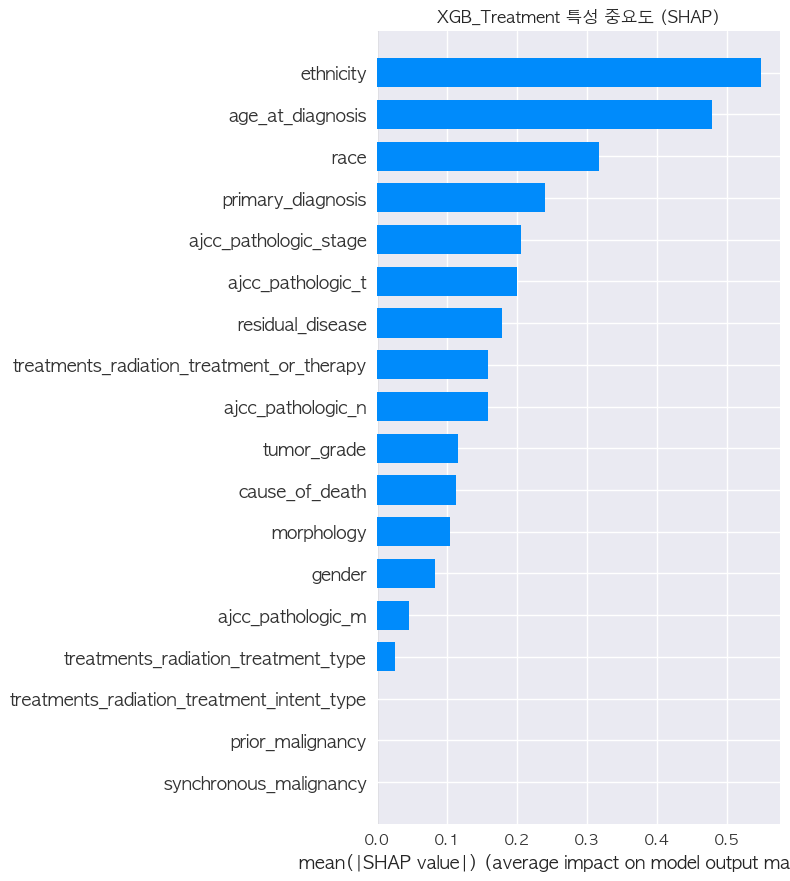 XGB_Treatment 특성 중요도 (SHAP)
ethnicity
age_at_diagnosis
race
primary_diagnosis
ajcc_pathologic_stage
ajcc_pathologic_t
residual_disease
treatments_radiation_treatment_or_therapy
ajcc_pathologic_n
tumor_grade
cause_of_death
morphology
gender
ajcc_pathologic_m
treatments_radiation_treatment_type
treatments_radiation_treatment_intent_type
prior_malignancy
synchronous_malignancy
0.0 0.1 0.2 0.3 0.4 0.5
mean(|SHAP value|) (average impact on model output ma